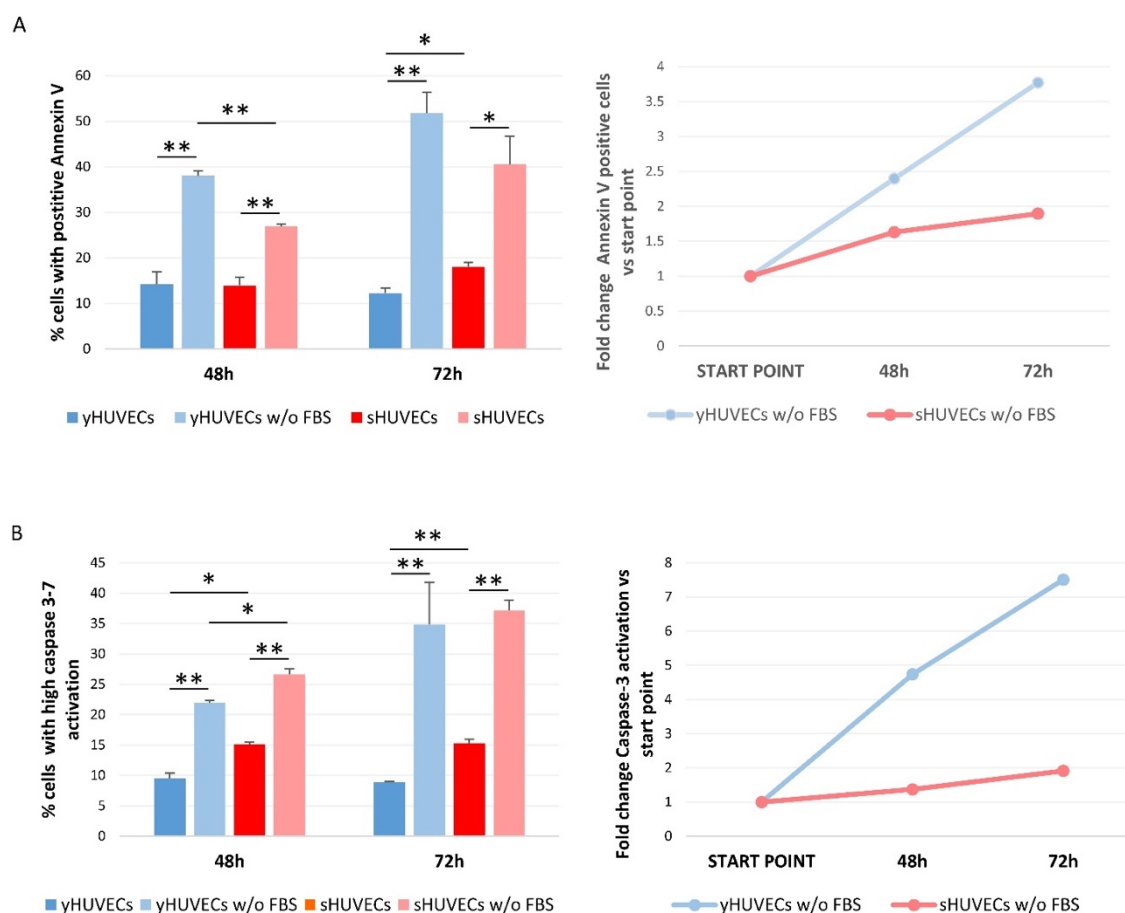 A
% cells with postitive Annexin V
60
50
40
30
20
10
0
**
**
**
*
**
*
48h
72h
yHUVECs
yHUVECs w/o FBS
sHUVECs
sHUVECs
Fold change Annexin V positive cells
vs start point
4
3.5
3
2.5
2
1.5
1
0.5
0
START POINT
48h
72h
yHUVECs w/o FBS
sHUVECs w/o FBS
B
% cells with high caspase 3-7
activation
45
40
35
30
25
20
15
10
5
0
*
*
**
**
**
**
**
48h
72h
yHUVECs
yHUVECs w/o FBS
sHUVECs
sHUVECs w/o FBS
Fold change Caspase-3 activation vs
start point
8
7
6
5
4
3
2
1
0
START POINT
48h
72h
yHUVECs w/o FBS
sHUVECs w/o FBS